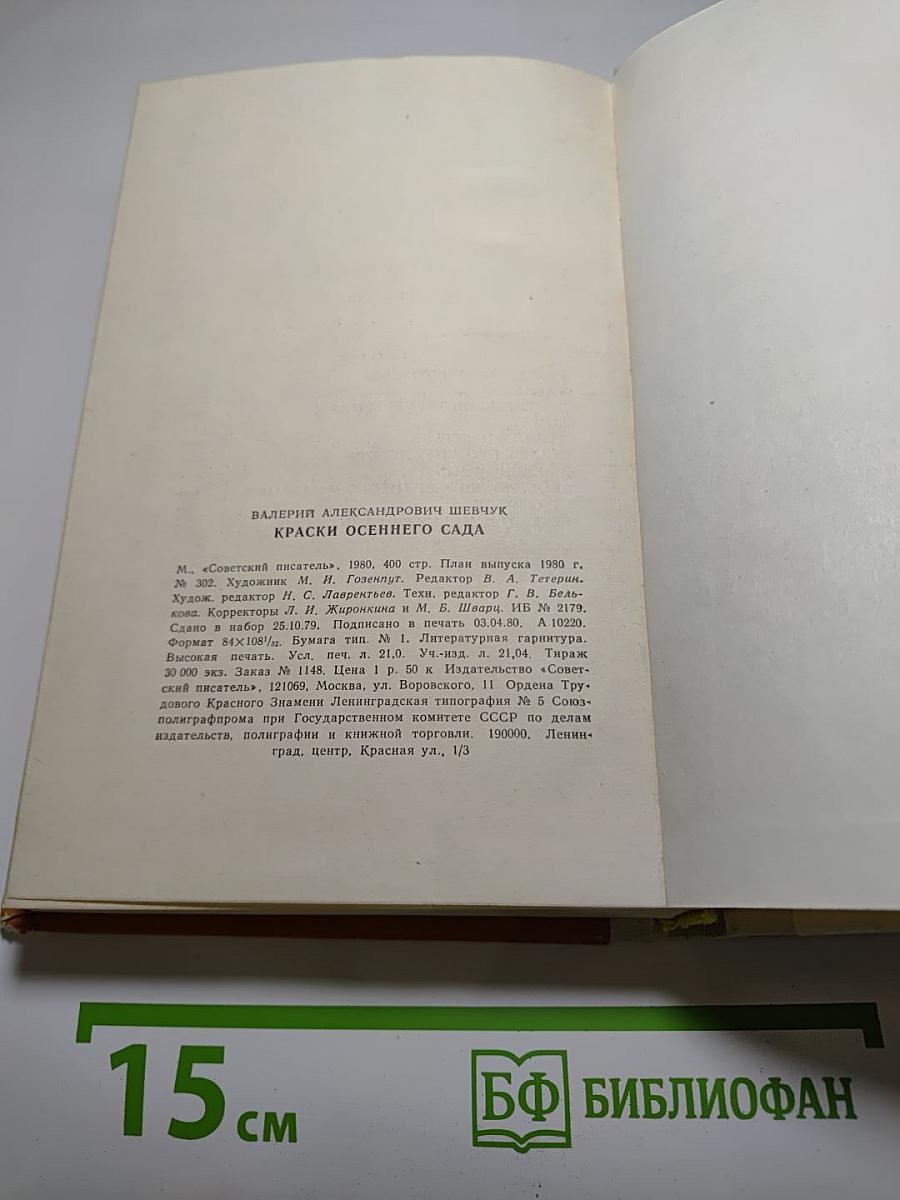 ВАЛЕРИЙ АЛЕКСАНДРОВИЧ ШЕВЧУК
КРАСКИ ОСЕННЕГО САДА
М., «Советский писатель», 1980, 400 стр. План выпуска 1980 г.
№ 302. Художник М. И. Гозенпут. Редактор В. А. Тетерин.
Худож. редактор Н. С. Лаврентьев. Техн. редактор Г. В. Бель-
кова. Корректоры Л. И. Жиронкина и М. Б. Шварц. ИБ № 2179.
Сдано в набор 25.10.79. Подписано в печать 03.04.80. А 10220.
Формат 84×108¹/₃₂. Бумага тип. № 1. Литературная гарнитура.
Высокая печать. Усл. печ. л. 21,0. Уч.-изд. л. 21,04. Тираж
30 000 экз. Заказ № 1148. Цена 1 р. 50 к Издательство «Совет-
ский писатель», 121069, Москва, ул. Воровского, 11 Ордена Тру-
дового Красного Знамени Ленинградская типография № 5 Союз-
полиграфпрома при Государственном комитете СССР по делам
издательств, полиграфии и книжной торговли. 190000, Ленин-
град, центр, Красная ул., 1/3
15 см
БФ БИБЛИОФАН